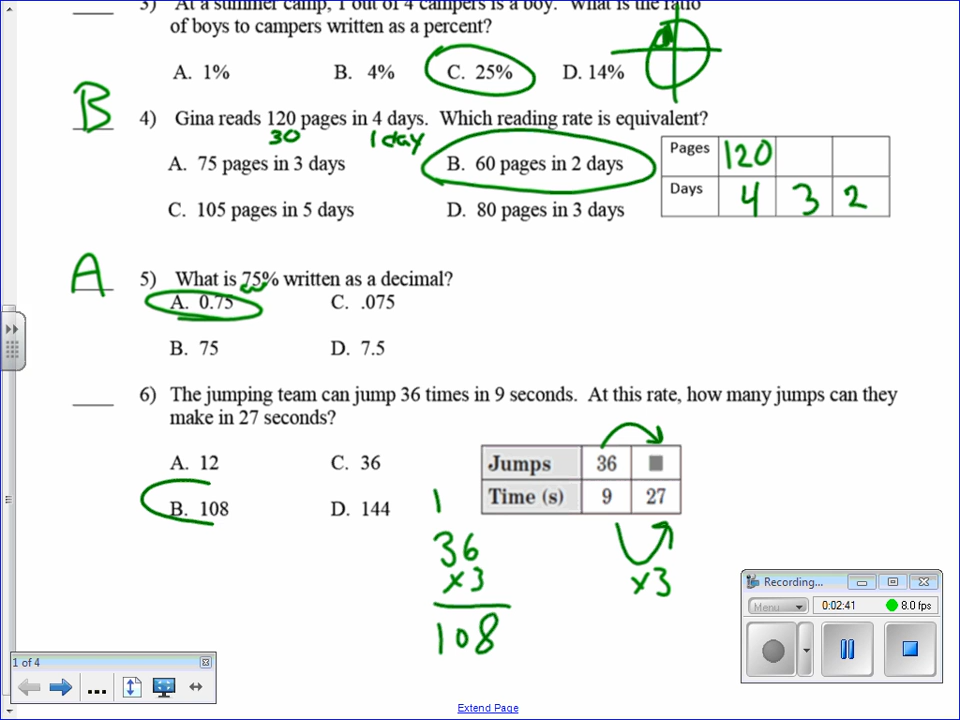 3) At a summer camp, 1 out of 4 campers is a boy. What is the ratio
of boys to campers written as a percent?
A. 1% B. 4% C. 25% D. 14%
B 4) Gina reads 120 pages in 4 days. Which reading rate is equivalent?
30 1 day
A. 75 pages in 3 days B. 60 pages in 2 days
C. 105 pages in 5 days D. 80 pages in 3 days
Pages 120
Days 4 3 2
A 5) What is 75% written as a decimal?
A. 0.75 C. .075
B. 75 D. 7.5
6) The jumping team can jump 36 times in 9 seconds. At this rate, how many jumps can they
make in 27 seconds?
A. 12 C. 36
B. 108 D. 144
Jumps 36
Time (s) 9 27
1
36
x3
108
x3
Recording...
Menu 0:02:41 8.0 fps
1 of 4
Extend Page